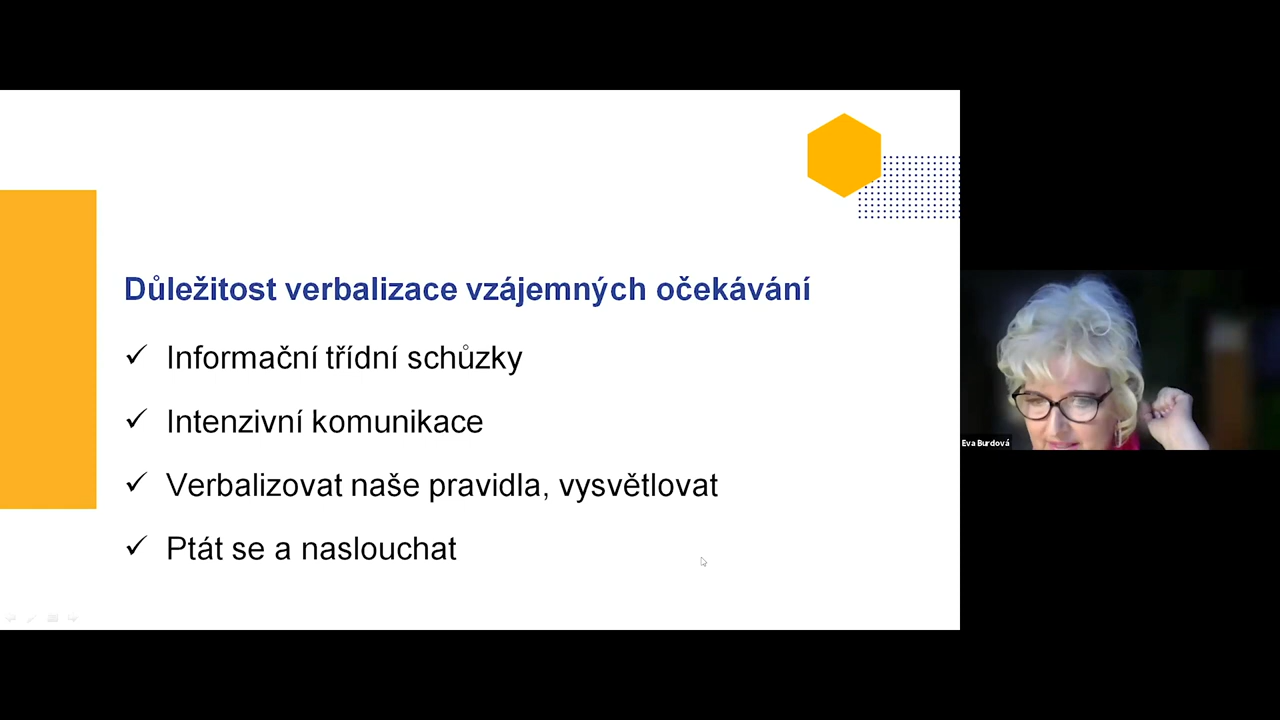 Důležitost verbalizace vzájemných očekávání
Informační třídní schůzky
Intenzivní komunikace
Verbalizovat naše pravidla, vysvětlovat
Ptát se a naslouchat
Eva Burdová